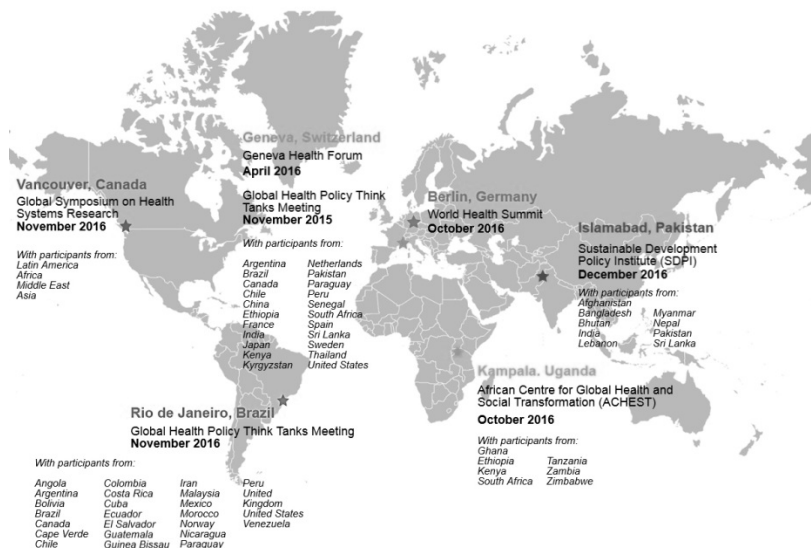 Geneva, Switzerland
Geneva Health Forum
April 2016
Global Health Policy Think
Tanks Meeting
November 2015
With participants from:
Argentina
Brazil
Canada
Chile
China
Ethiopia
France
India
Japan
Kenya
Kyrgyzstan
Netherlands
Pakistan
Paraguay
Peru
Senegal
South Africa
Spain
Sri Lanka
Sweden
Thailand
United States
Vancouver, Canada
Global Symposium on Health
Systems Research
November 2016
With participants from:
Latin America
Africa
Middle East
Asia
Berlin, Germany
World Health Summit
October 2016
Islamabad, Pakistan
Sustainable Development
Policy Institute (SDPI)
December 2016
With participants from:
Afghanistan
Bangladesh
Bhutan
India
Lebanon
Myanmar
Nepal
Pakistan
Sri Lanka
Kampala. Uganda
African Centre for Global Health and
Social Transformation (ACHEST)
October 2016
With participants from:
Ghana
Ethiopia
Kenya
South Africa
Tanzania
Zambia
Zimbabwe
Rio de Janeiro, Brazil
Global Health Policy Think Tanks Meeting
November 2016
With participants from:
Angola
Argentina
Bolivia
Brazil
Canada
Cape Verde
Chile
Colombia
Costa Rica
Cuba
Ecuador
El Salvador
Guatemala
Guinea Bissau
Iran
Malaysia
Mexico
Morocco
Norway
Nicaragua
Paraguay
Peru
United
Kingdom
United States
Venezuela